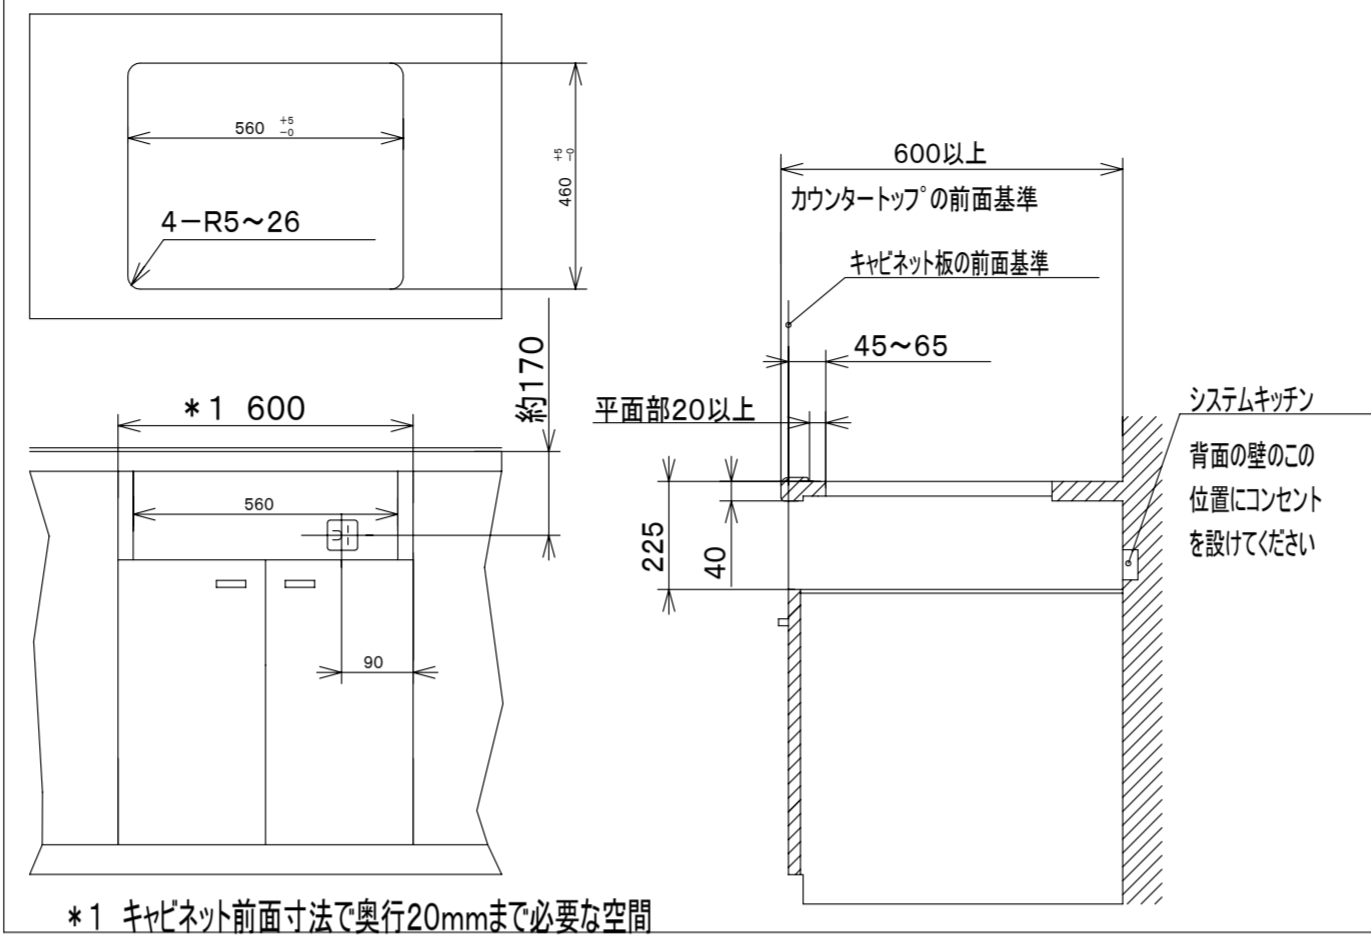 560 +5 -0
460 +5 -0
4-R5~26
約170
*1 600
560
90
600以上
カウンタートップの前面基準
キャビネット板の前面基準
45~65
平面部20以上
225
40
システムキッチン
背面の壁のこの
位置にコンセント
を設けてください
*1 キャビネット前面寸法で奥行20mmまで必要な空間